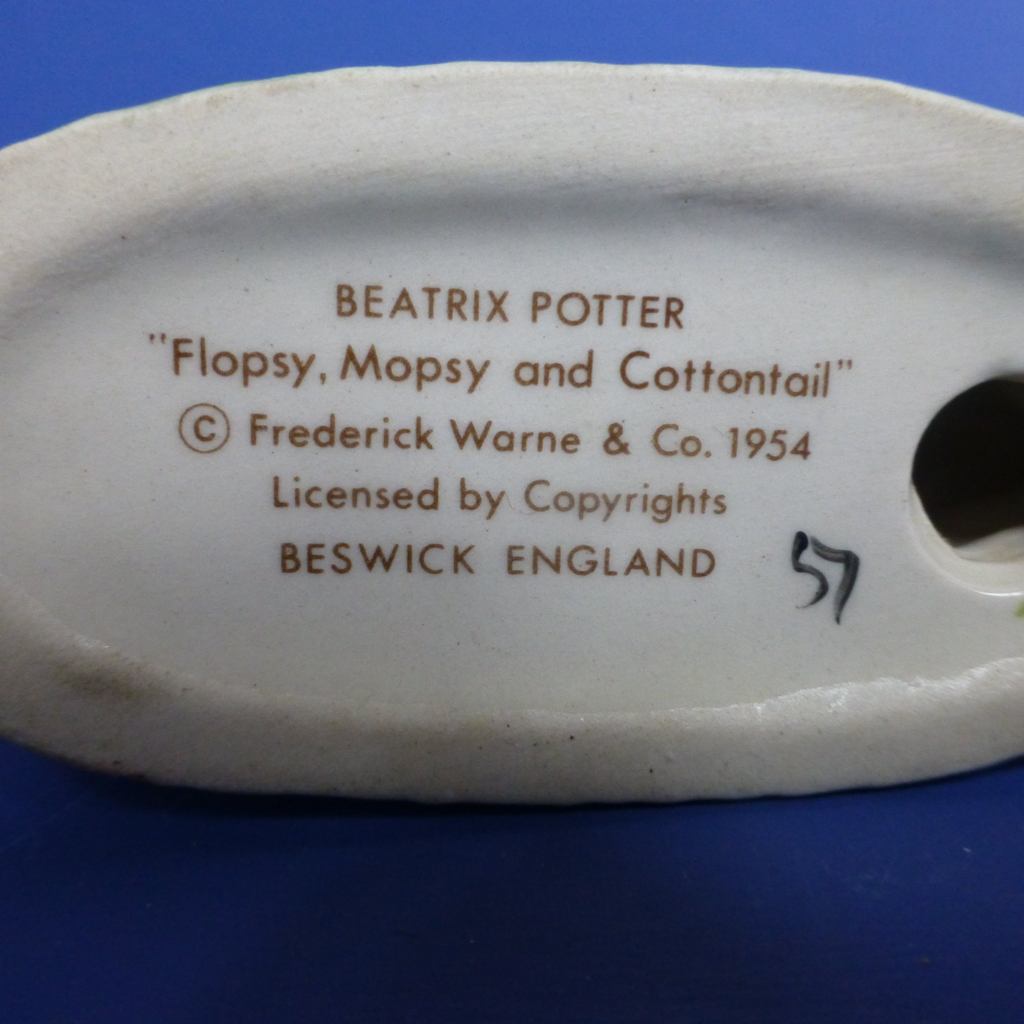 BEATRIX POTTER
"Flopsy, Mopsy and Cottontail"
© Frederick Warne & Co. 1954
Licensed by Copyrights
BESWICK ENGLAND
57